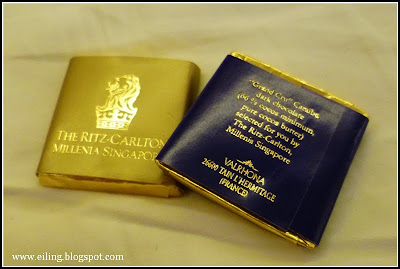 THE RITZ-CARLTON
MILLENIA SINGAPORE
"Grand Cru" Caraibe
dark chocolate
(66 % cocoa minimum,
pure cocoa butter)
selected for you by
The Ritz-Carlton,
Millenia Singapore
VALRHONA
26600 TAIN L'HERMITAGE
(FRANCE)
www.eiling.blogspot.com